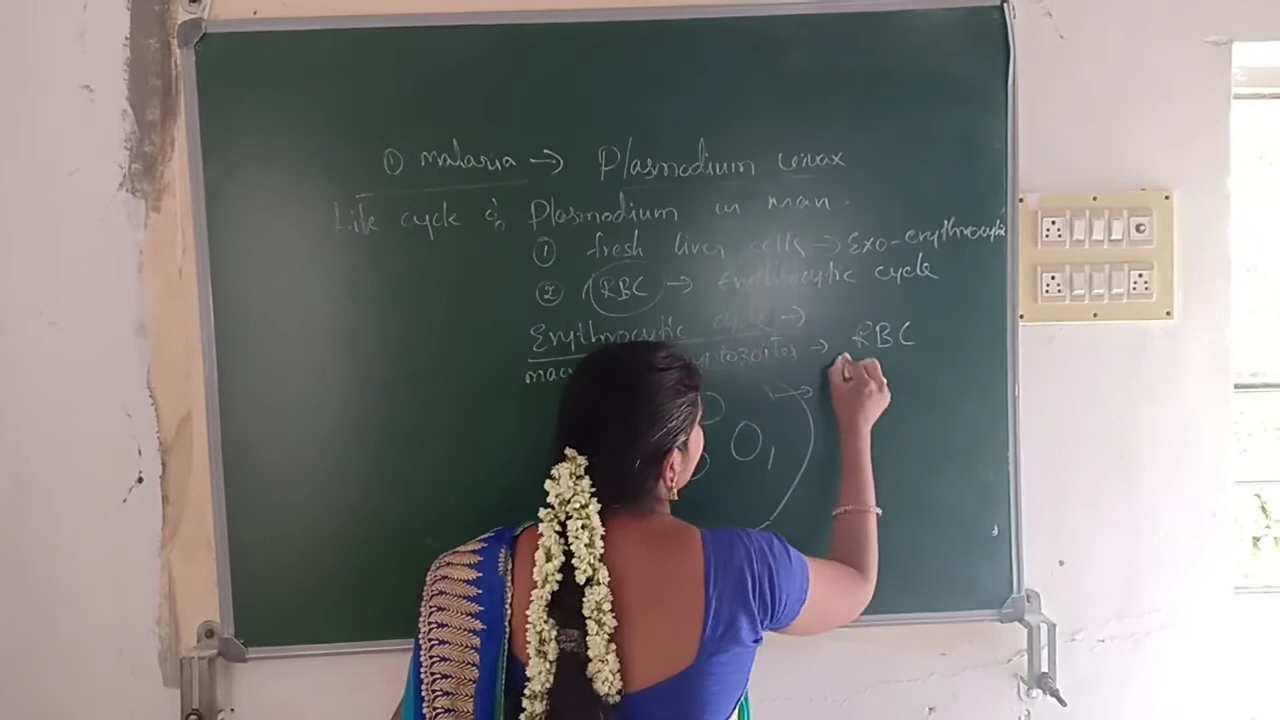 ① malaria → Plasmodium vivax
Life cycle of Plasmodium in man.
① fresh liver cells → Exo-erythrocytic
② RBC → Erythrocytic cycle
Erythrocytic cycle →
→ RBC